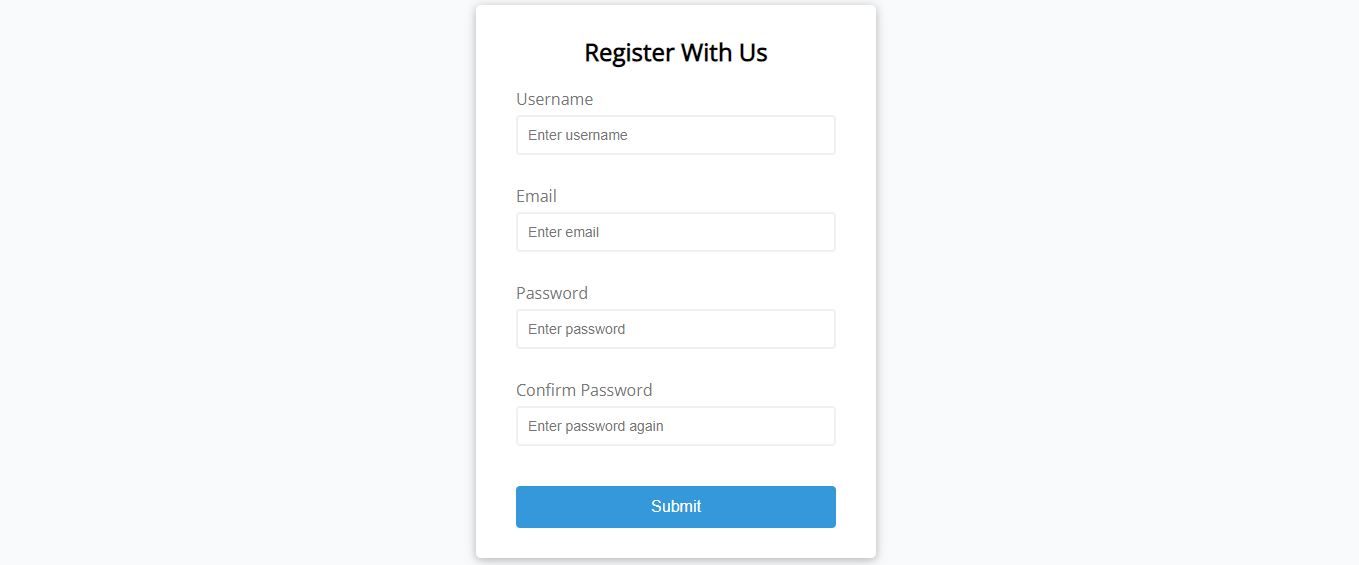 Register With Us
Username
Enter username
Email
Enter email
Password
Enter password
Confirm Password
Enter password again
Submit